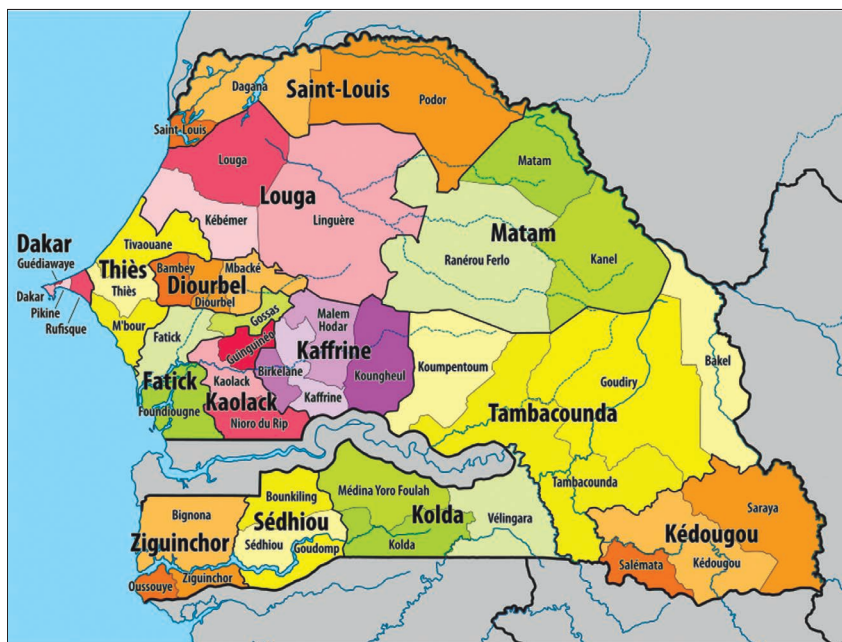 Saint-Louis
Dagana
Podor
Saint-Louis
Louga
Louga
Kébémer
Linguère
Matam
Matam
Ranérou Ferlo
Kanel
Dakar
Guédiawaye
Dakar
Pikine
Rufisque
Tivaouane
Thiès
Thiès
M'bour
Bambey
Mbacké
Diourbel
Diourbel
Fatick
Gossas
Guinguinéo
Fatick
Foundiougne
Kaolack
Kaolack
Nioro du Rip
Malem
Hodar
Kaffrine
Birkelane
Kaffrine
Koungheul
Koumpentoum
Goudiry
Bakel
Tambacounda
Tambacounda
Bignona
Ziguinchor
Oussouye
Ziguinchor
Bounkiling
Sédhiou
Sédhiou
Goudomp
Médina Yoro Foulah
Kolda
Kolda
Vélingara
Saraya
Kédougou
Salémata
Kédougou